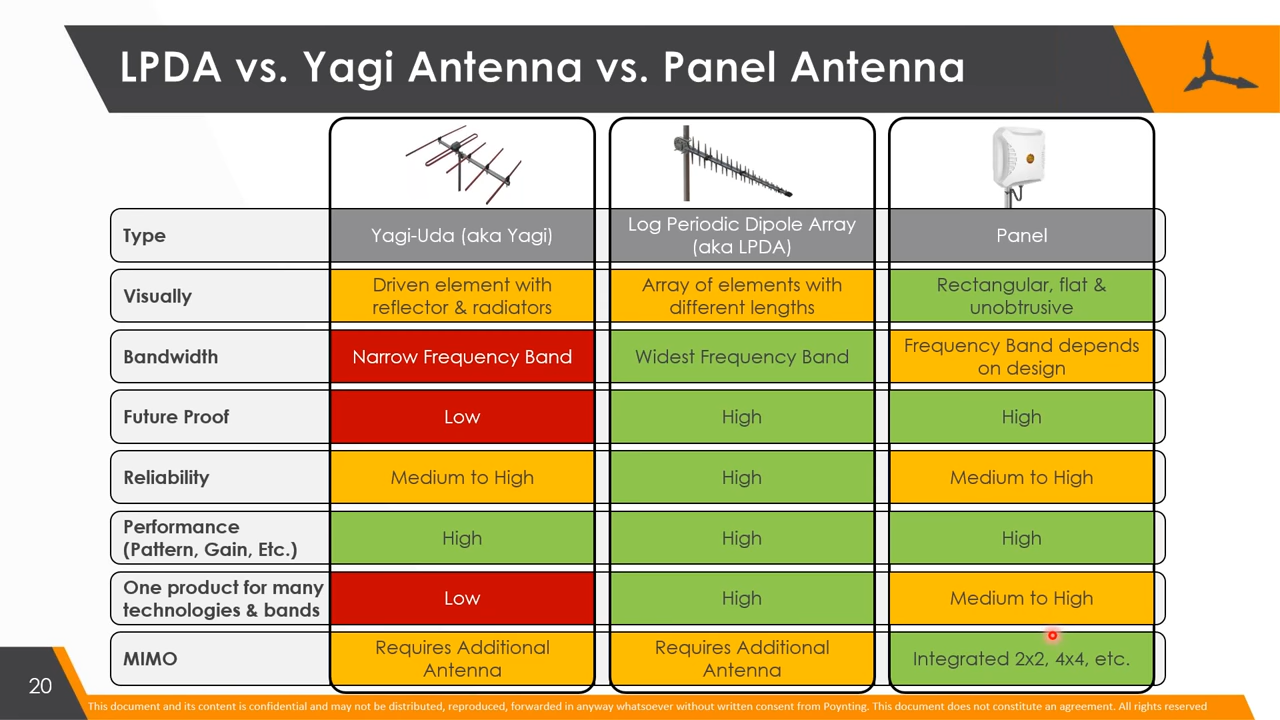 LPDA vs. Yagi Antenna vs. Panel Antenna
Type
Yagi-Uda (aka Yagi)
Log Periodic Dipole Array
(aka LPDA)
Panel
Visually
Driven element with
reflector & radiators
Array of elements with
different lengths
Rectangular, flat &
unobtrusive
Bandwidth
Narrow Frequency Band
Widest Frequency Band
Frequency Band depends
on design
Future Proof
Low
High
High
Reliability
Medium to High
High
Medium to High
Performance
(Pattern, Gain, Etc.)
High
High
High
One product for many
technologies & bands
Low
High
Medium to High
MIMO
Requires Additional
Antenna
Requires Additional
Antenna
Integrated 2x2, 4x4, etc.
20
This document and its content is confidential and may not be distributed, reproduced, forwarded in anyway whatsoever without written consent from Poynting. This document does not constitute an agreement. All rights reserved